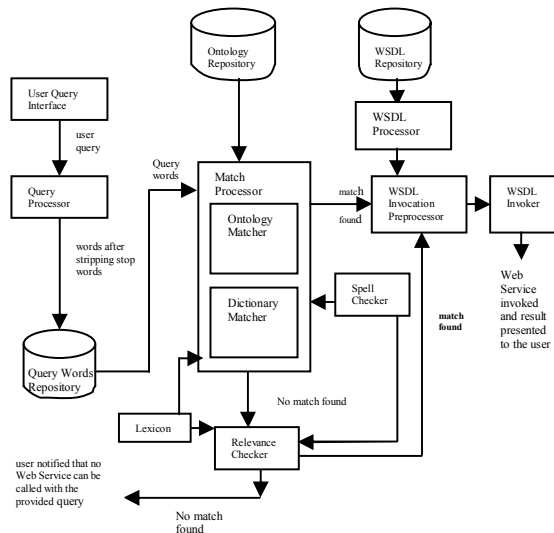 Ontology
Repository
WSDL
Repository
User Query
Interface
user
query
WSDL
Processor
Query
words
Query
Processor
Match
Processor
match
found
WSDL
Invocation
Preprocessor
WSDL
Invoker
Ontology
Matcher
words after
stripping stop
words
Spell
Checker
Web
Service
invoked
and result
presented
to the user
Dictionary
Matcher
match
found
Query Words
Repository
No match found
Lexicon
Relevance
Checker
user notified that no
Web Service can be
called with the
provided query
No match
found